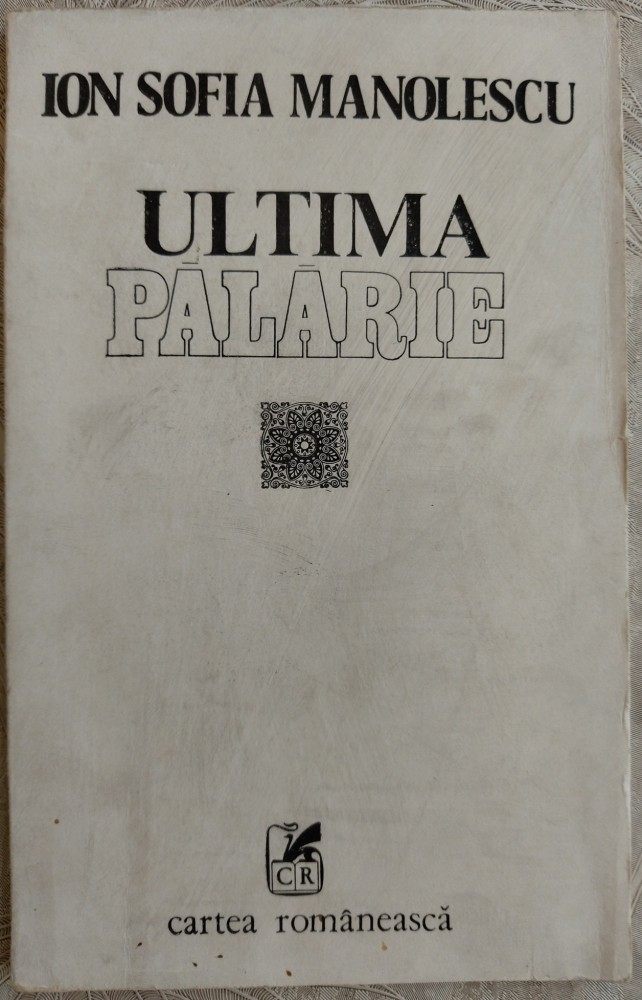 ION SOFIA MANOLESCU
ULTIMA
PĂLĂRIE
CR
cartea românească